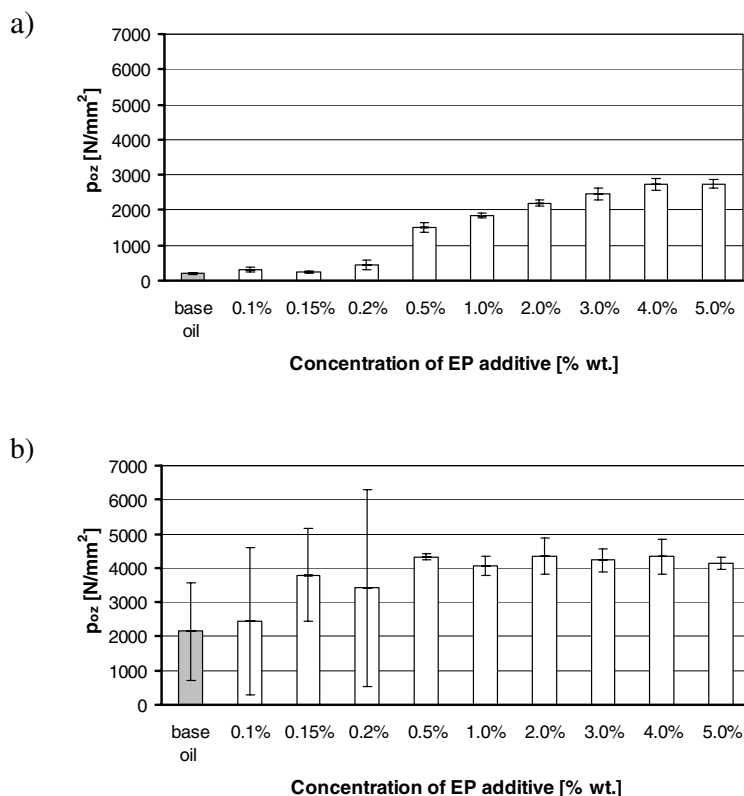 a)
7000
6000
5000
4000
3000
2000
1000
0
poz [N/mm²]
base oil 0.1% 0.15% 0.2% 0.5% 1.0% 2.0% 3.0% 4.0% 5.0%
Concentration of EP additive [% wt.]
b)
7000
6000
5000
4000
3000
2000
1000
0
poz [N/mm²]
base oil 0.1% 0.15% 0.2% 0.5% 1.0% 2.0% 3.0% 4.0% 5.0%
Concentration of EP additive [% wt.]